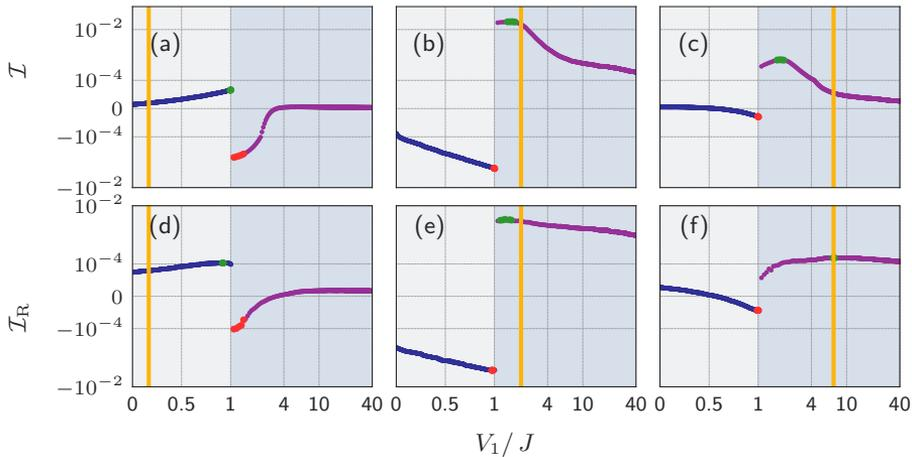 10⁻²
(a)
(b)
(c)
𝓘
10⁻⁴
0
−10⁻⁴
−10⁻²
10⁻²
(d)
(e)
(f)
10⁻⁴
𝓘_R
0
−10⁻⁴
−10⁻²
0 0.5 1 4 10 40 0 0.5 1 4 10 40 0 0.5 1 4 10 40
V₁/ J